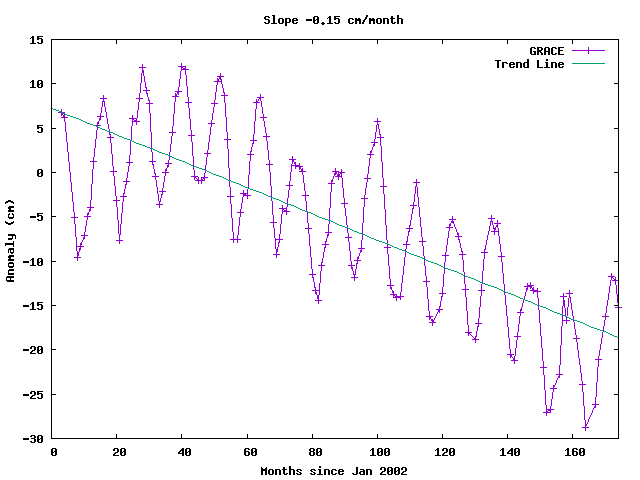 Slope -0.15 cm/month
GRACE
Trend Line
15
10
5
0
-5
-10
-15
-20
-25
-30
Anomaly (cm)
0 20 40 60 80 100 120 140 160
Months since Jan 2002